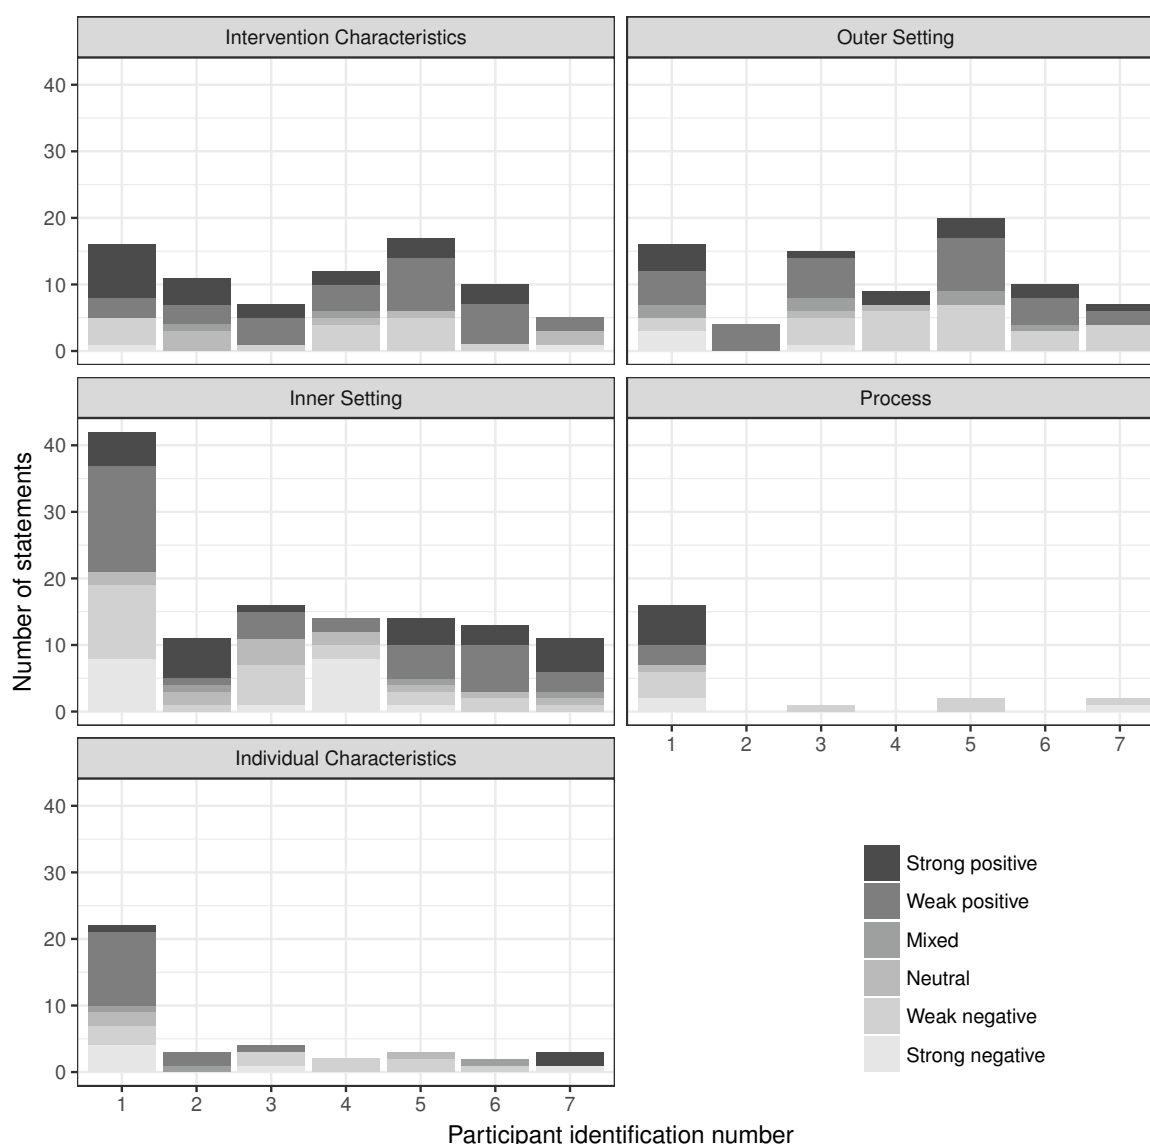 Intervention Characteristics
Outer Setting
40
30
20
10
0
Inner Setting
Process
40
30
20
10
0
1 2 3 4 5 6 7
Individual Characteristics
40
30
20
10
0
1 2 3 4 5 6 7
Number of statements
Participant identification number
Strong positive
Weak positive
Mixed
Neutral
Weak negative
Strong negative